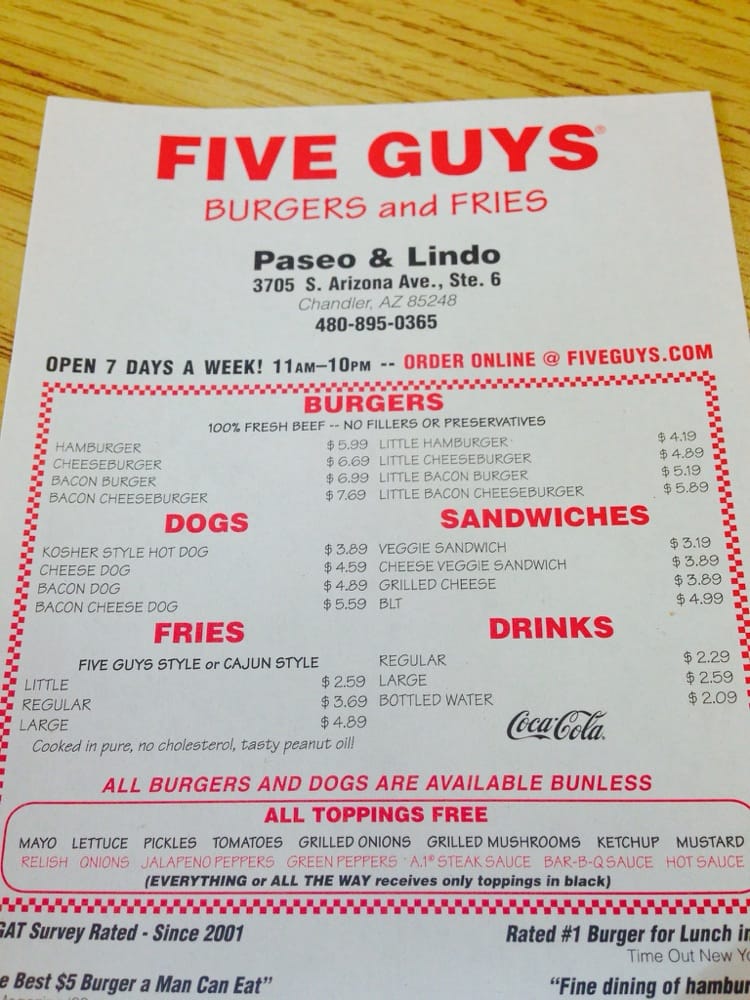 FIVE GUYS®
BURGERS and FRIES
Paseo & Lindo
3705 S. Arizona Ave., Ste. 6
Chandler, AZ 85248
480-895-0365
OPEN 7 DAYS A WEEK! 11AM–10PM -- ORDER ONLINE @ FIVEGUYS.COM
BURGERS
100% FRESH BEEF -- NO FILLERS OR PRESERVATIVES
HAMBURGER $5.99 LITTLE HAMBURGER $4.19
CHEESEBURGER $6.69 LITTLE CHEESEBURGER $4.89
BACON BURGER $6.99 LITTLE BACON BURGER $5.19
BACON CHEESEBURGER $7.69 LITTLE BACON CHEESEBURGER $5.89
DOGS
KOSHER STYLE HOT DOG $3.89
CHEESE DOG $4.59
BACON DOG $4.89
BACON CHEESE DOG $5.59
SANDWICHES
VEGGIE SANDWICH $3.19
CHEESE VEGGIE SANDWICH $3.89
GRILLED CHEESE $3.89
BLT $4.99
FRIES
FIVE GUYS STYLE or CAJUN STYLE
LITTLE $2.59
REGULAR $3.69
LARGE $4.89
Cooked in pure, no cholesterol, tasty peanut oil!
DRINKS
REGULAR $2.29
LARGE $2.59
BOTTLED WATER $2.09
Coca-Cola
ALL BURGERS AND DOGS ARE AVAILABLE BUNLESS
ALL TOPPINGS FREE
MAYO LETTUCE PICKLES TOMATOES GRILLED ONIONS GRILLED MUSHROOMS KETCHUP MUSTARD
RELISH ONIONS JALAPENO PEPPERS GREEN PEPPERS A.1® STEAK SAUCE BAR-B-Q SAUCE HOT SAUCE
(EVERYTHING or ALL THE WAY receives only toppings in black)
GAT Survey Rated - Since 2001
Rated #1 Burger for Lunch in
Time Out New Yo
e Best $5 Burger a Man Can Eat”
“Fine dining of hambur